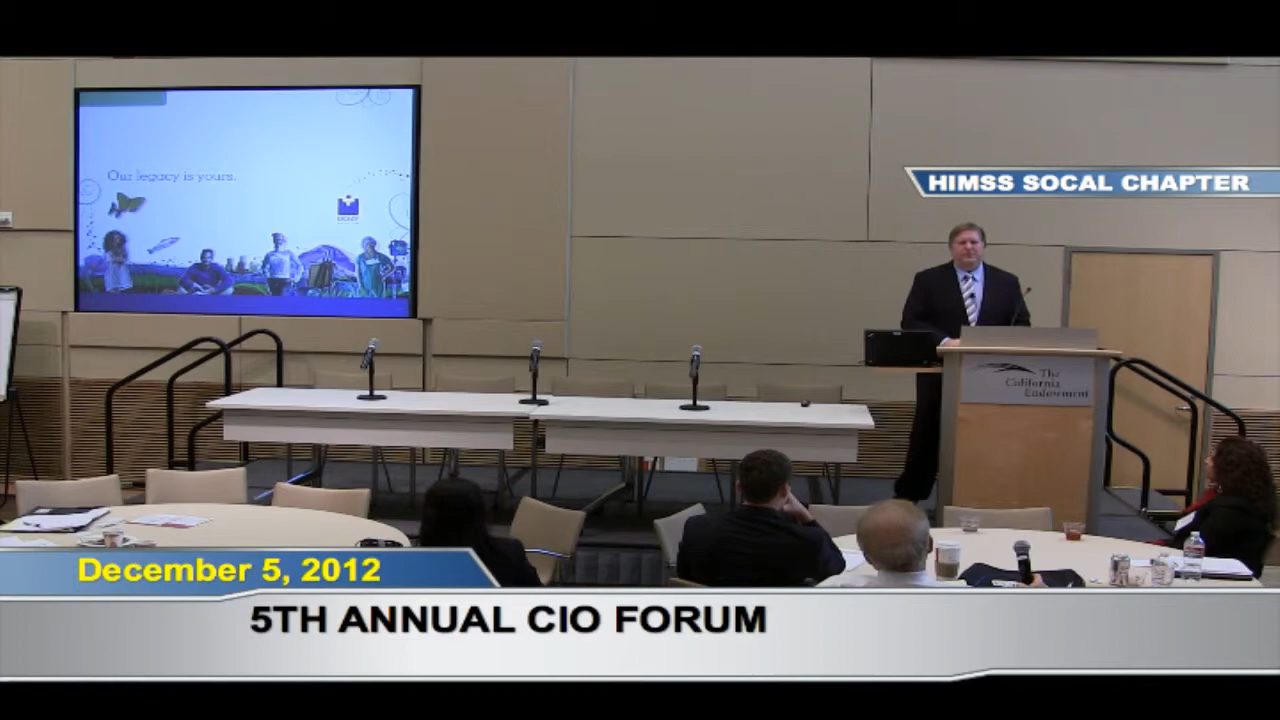 Our legacy is yours.
HIMSS SOCAL CHAPTER
The
California
Endowment
December 5, 2012
5TH ANNUAL CIO FORUM